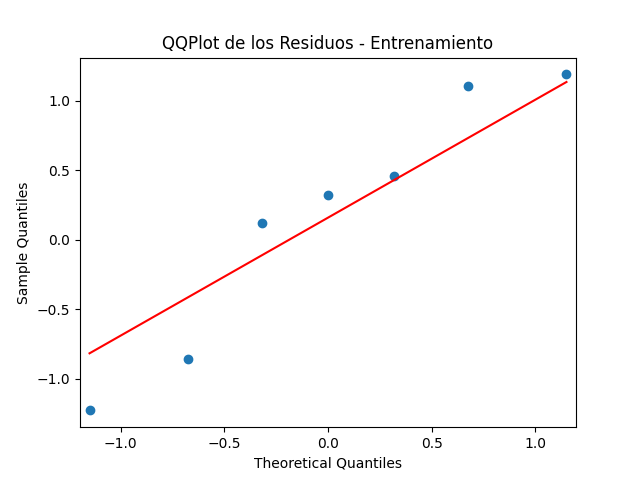 QQPlot de los Residuos - Entrenamiento
1.0
0.5
0.0
−0.5
−1.0
Sample Quantiles
−1.0 −0.5 0.0 0.5 1.0
Theoretical Quantiles